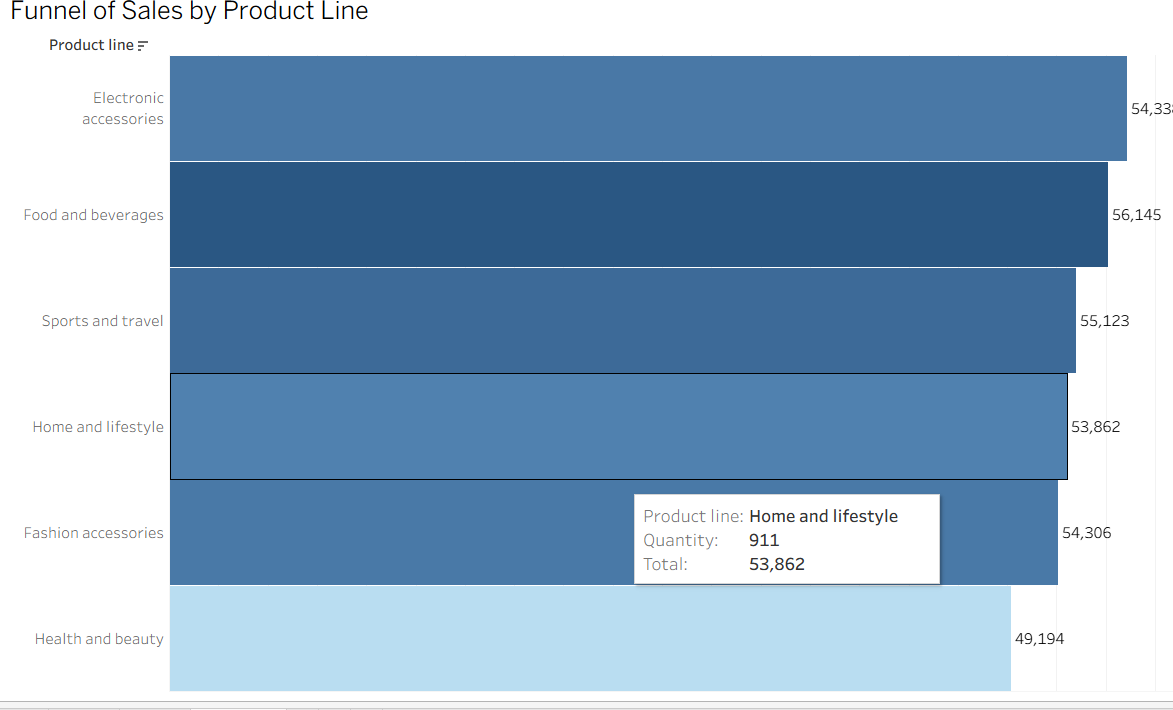 Funnel of Sales by Product Line
Product line
Electronic
accessories
54,33
Food and beverages
56,145
Sports and travel
55,123
Home and lifestyle
53,862
Fashion accessories
54,306
Product line: Home and lifestyle
Quantity: 911
Total: 53,862
Health and beauty
49,194